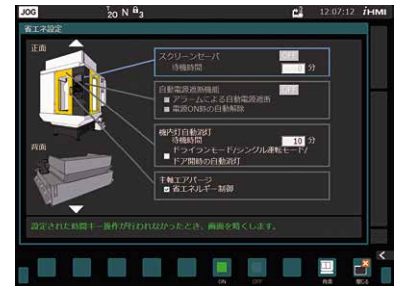 JOG 20 N 3 12:07:12 iHMI
省エネ設定
正面
背面
スクリーンセーバ OFF
待機時間 0 分
自動電源遮断機能 OFF
アラームによる自動電源遮断
電源ON時の自動解除
機内灯自動消灯
待機時間 10 分
ドライランモード/シングル運転モード/
ドア開時の自動消灯
主軸エアパージ
省エネルギー制御
設定された時間キー操作が行われなかったとき、画面を暗くします。
ON OFF 背面 閉じる